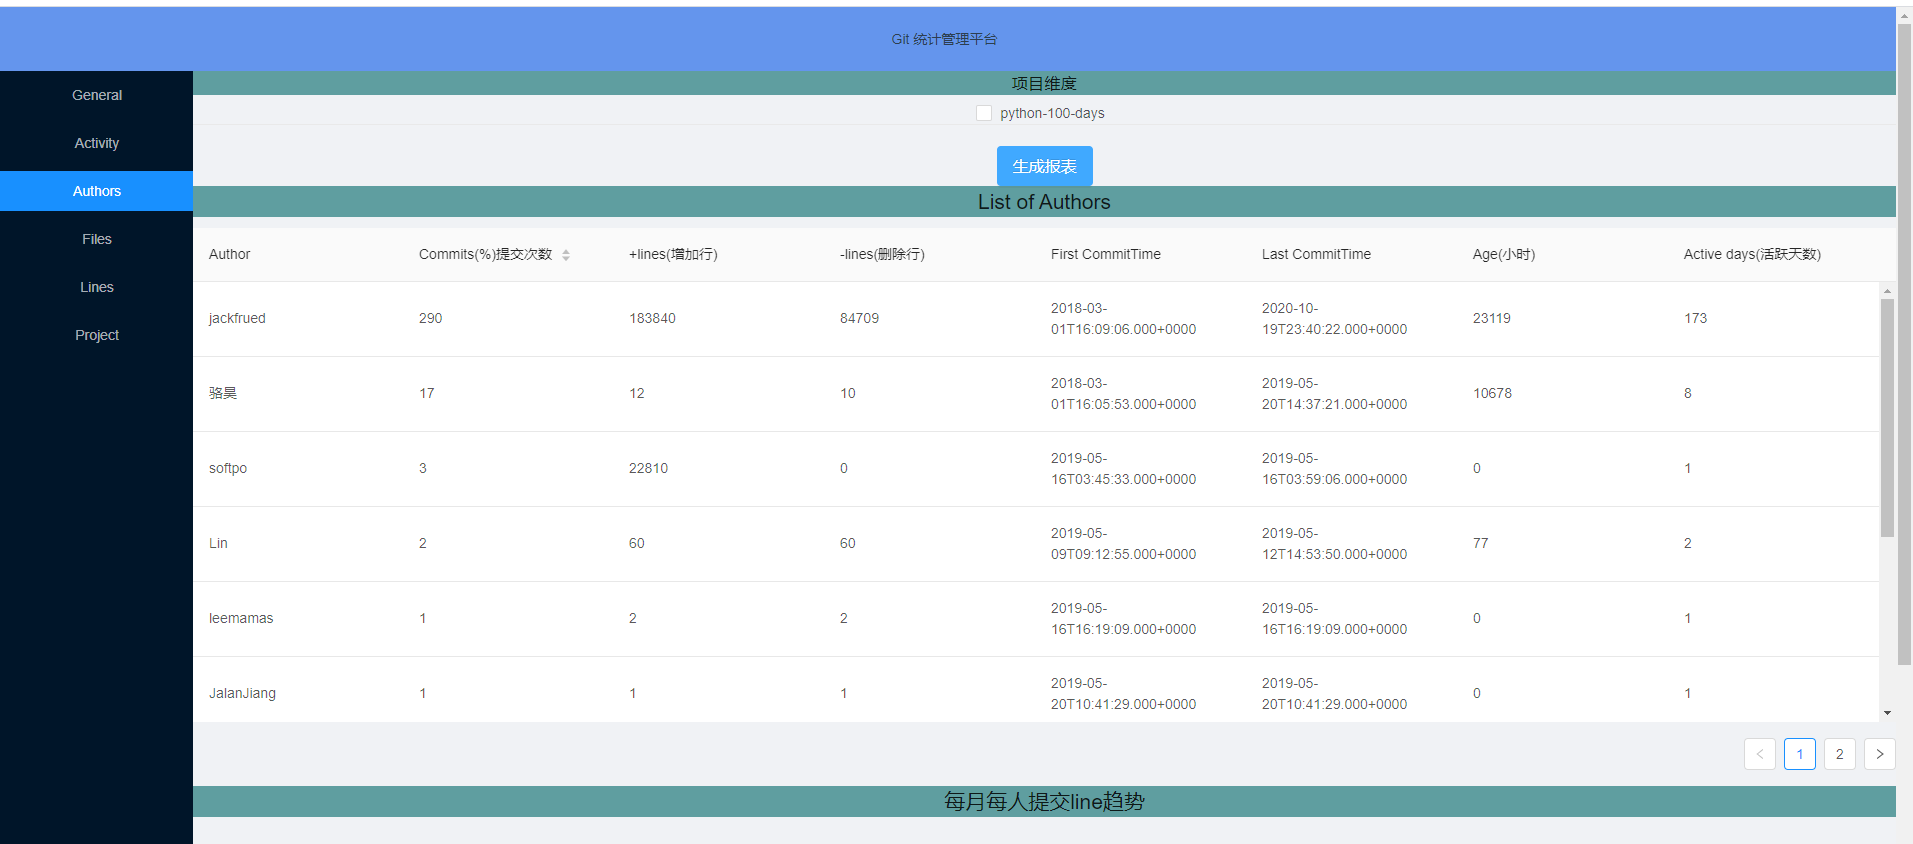 Git 统计管理平台
General
Activity
Authors
Files
Lines
Project
项目维度
python-100-days
生成报表
List of Authors
Author Commits(%)提交次数 +lines(增加行) -lines(删除行) First CommitTime Last CommitTime Age(小时) Active days(活跃天数)
jackfrued 290 183840 84709 2018-03-01T16:09:06.000+0000 2020-10-19T23:40:22.000+0000 23119 173
骆昊 17 12 10 2018-03-01T16:05:53.000+0000 2019-05-20T14:37:21.000+0000 10678 8
softpo 3 22810 0 2019-05-16T03:45:33.000+0000 2019-05-16T03:59:06.000+0000 0 1
Lin 2 60 60 2019-05-09T09:12:55.000+0000 2019-05-12T14:53:50.000+0000 77 2
leemamas 1 2 2 2019-05-16T16:19:09.000+0000 2019-05-16T16:19:09.000+0000 0 1
JalanJiang 1 1 1 2019-05-20T10:41:29.000+0000 2019-05-20T10:41:29.000+0000 0 1
< 1 2 >
每月每人提交line趋势